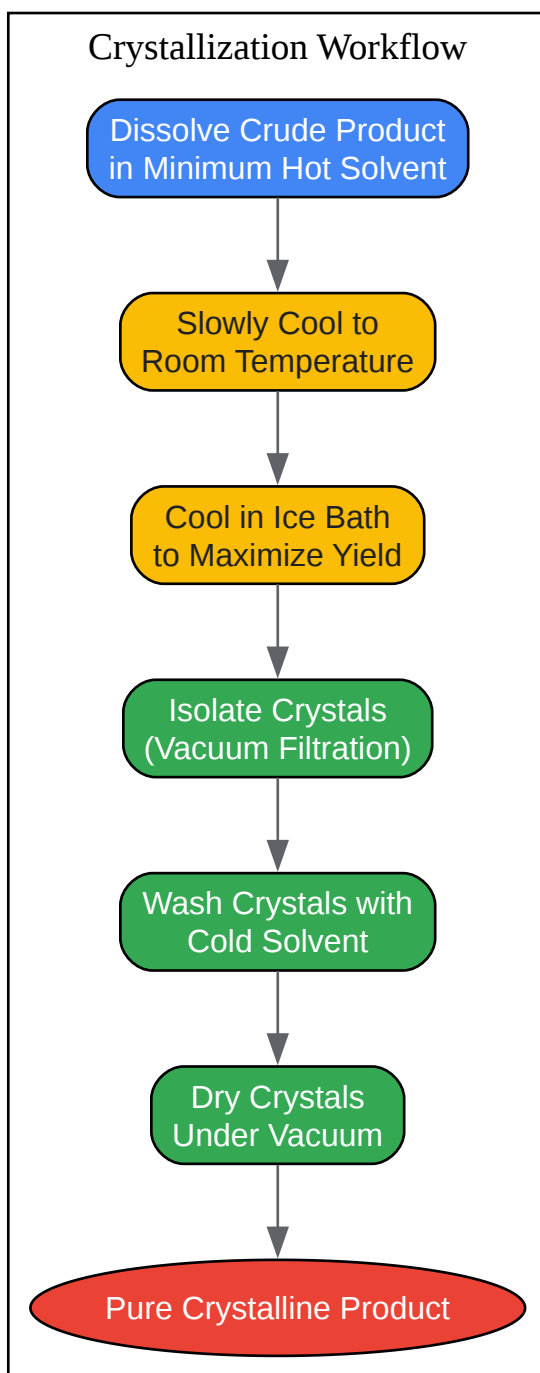 Crystallization Workflow
Dissolve Crude Product
in Minimum Hot Solvent
Slowly Cool to
Room Temperature
Cool in Ice Bath
to Maximize Yield
Isolate Crystals
(Vacuum Filtration)
Wash Crystals with
Cold Solvent
Dry Crystals
Under Vacuum
Pure Crystalline Product